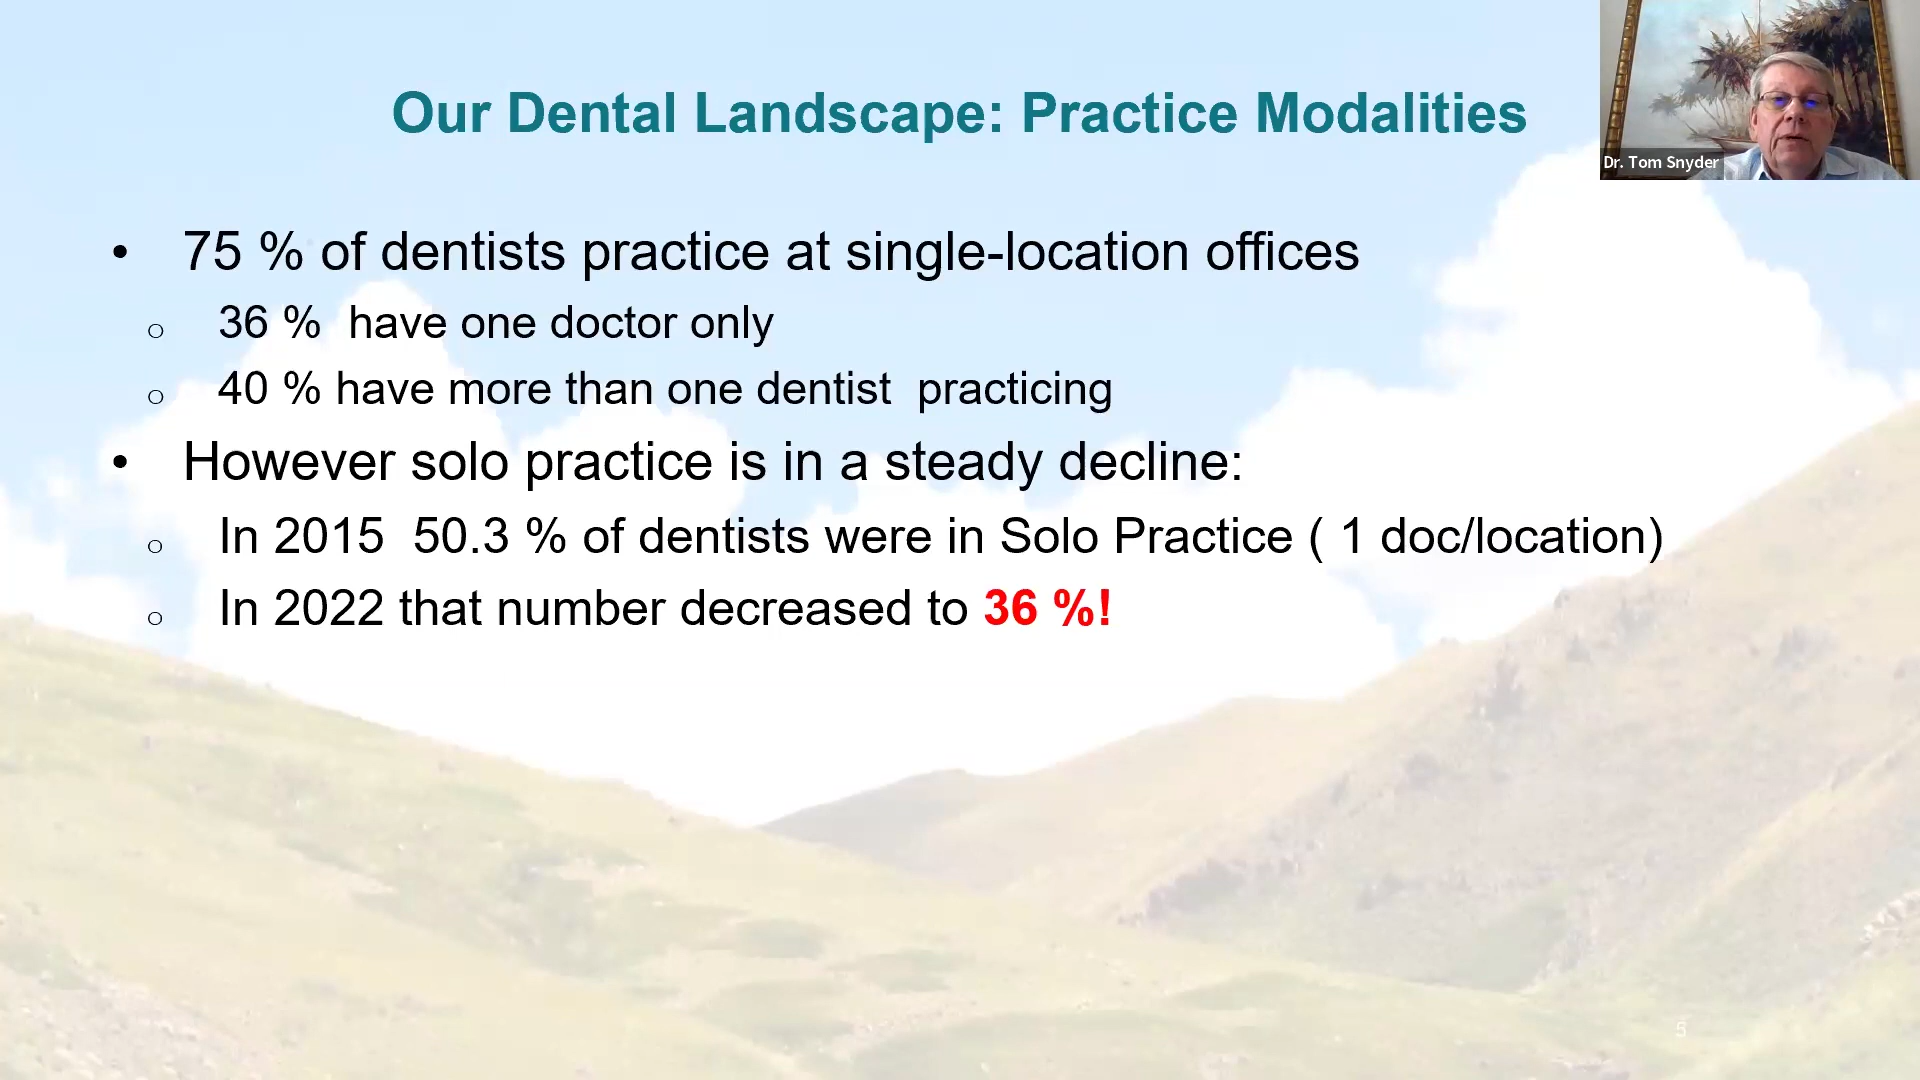 Our Dental Landscape: Practice Modalities
Dr. Tom Snyder
• 75 % of dentists practice at single-location offices
o 36 %  have one doctor only
o 40 % have more than one dentist  practicing
• However solo practice is in a steady decline:
o In 2015  50.3 % of dentists were in Solo Practice ( 1 doc/location)
o In 2022 that number decreased to 36 %!
5